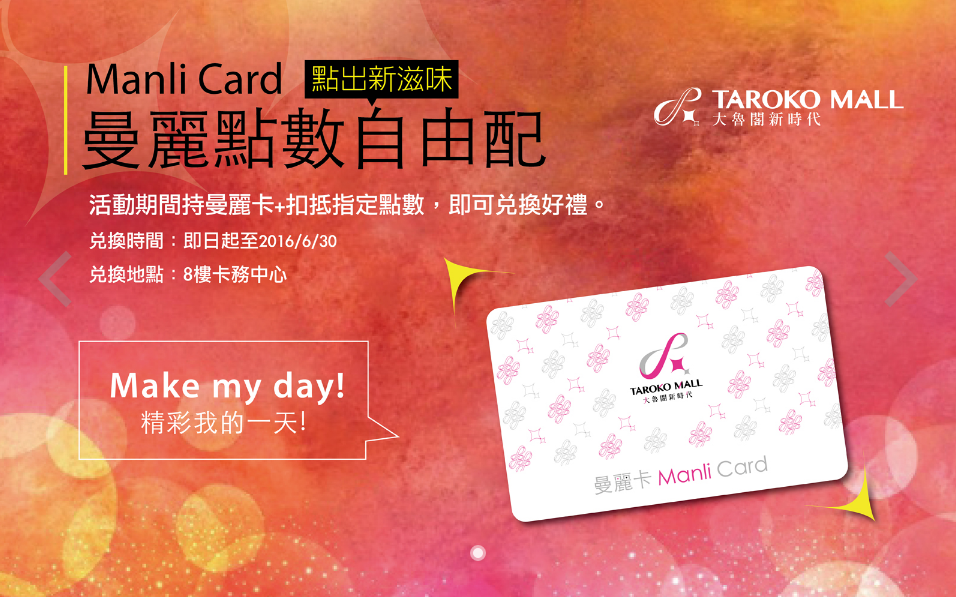 Manli Card 點出新滋味
曼麗點數自由配
TAROKO MALL
大魯閣新時代
活動期間持曼麗卡+扣抵指定點數，即可兌換好禮。
兌換時間：即日起至2016/6/30
兌換地點：8樓卡務中心
Make my day!
精彩我的一天!
TAROKO MALL
大魯閣新時代
曼麗卡 Manli Card